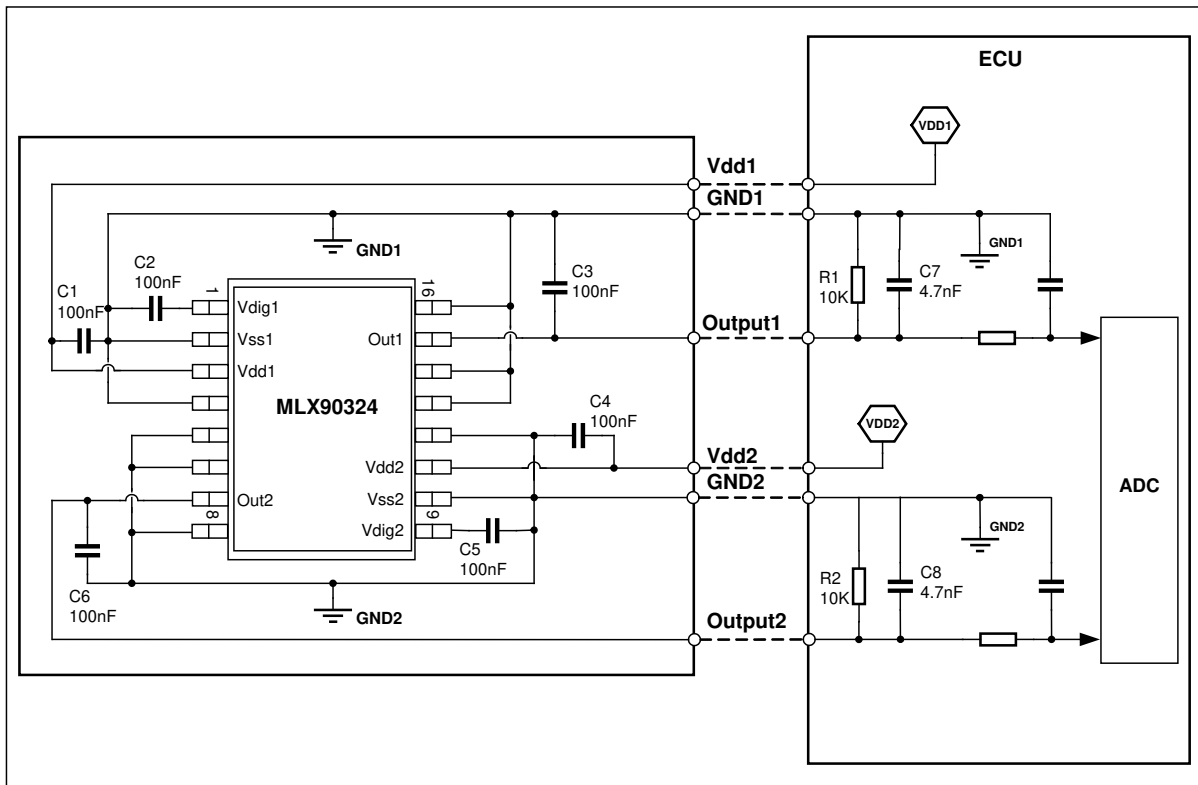 ECU
VDD1
Vdd1
GND1
GND1
GND1
C2
100nF
C1
100nF
C3
100nF
R1
10K
C7
4.7nF
1
16
Vdig1
Vss1
Out1
Vdd1
Output1
MLX90324
C4
100nF
VDD2
Vdd2
Vdd2
GND2
Out2
Vss2
8
9
Vdig2
C5
100nF
GND2
ADC
C6
100nF
GND2
R2
10K
C8
4.7nF
Output2